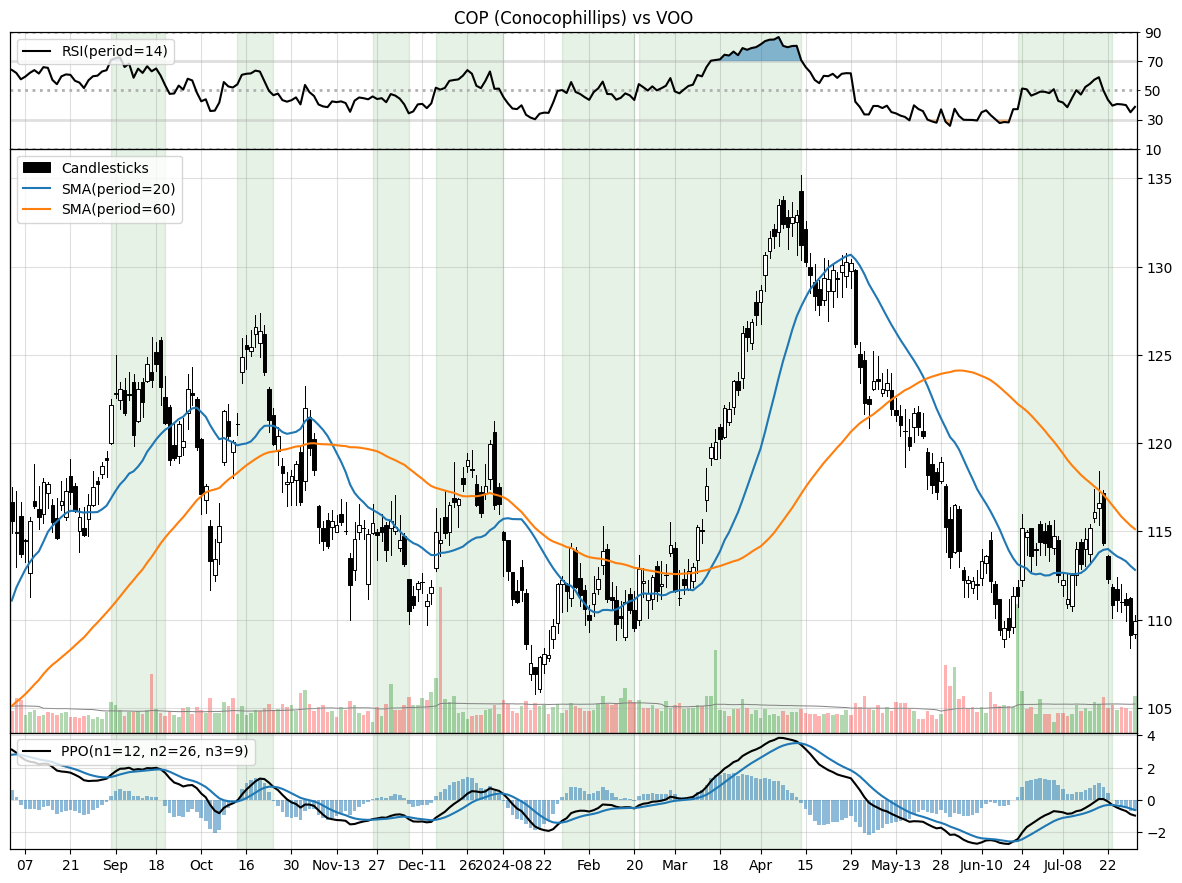 COP (Conocophillips) vs VOO
RSI(period=14)
90
70
50
30
10
Candlesticks
SMA(period=20)
SMA(period=60)
135
130
125
120
115
110
105
PPO(n1=12, n2=26, n3=9)
4
2
0
−2
07 21 Sep 18 Oct 16 30 Nov-13 27 Dec-11 26 2024-08 22 Feb 20 Mar 18 Apr 15 29 May-13 28 Jun-10 24 Jul-08 22